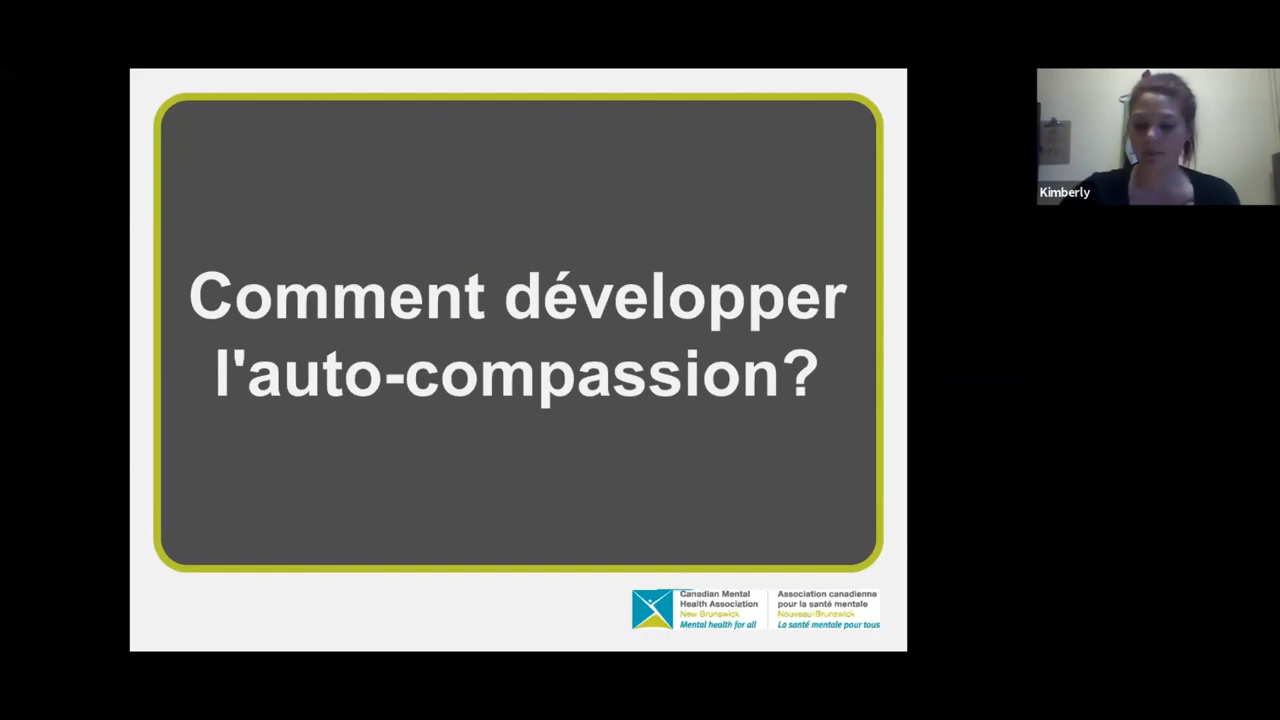 Comment développer
l'auto-compassion?
Kimberly
Canadian Mental
Health Association
New Brunswick
Mental health for all
Association canadienne
pour la santé mentale
Nouveau-Brunswick
La santé mentale pour tous